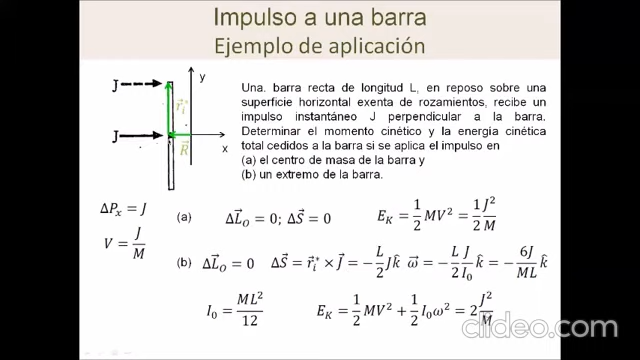 Impulso a una barra
Ejemplo de aplicación
Una. barra recta de longitud L, en reposo sobre una
superficie horizontal exenta de rozamientos, recibe un
impulso instantáneo J perpendicular a la barra.
Determinar el momento cinético y la energía cinética
total cedidos a la barra si se aplica el impulso en
(a) el centro de masa de la barra y
(b) un extremo de la barra.
J
y
r⃗ᵢ*
J
R⃗
x
ΔPₓ = J
V = J/M
(a) ΔL⃗_O = 0; ΔS⃗ = 0 E_K = 1/2 MV² = 1/2 J²/M
(b) ΔL⃗_O = 0 ΔS⃗ = r⃗ᵢ* × J⃗ = −L/2 Jk̂ ω⃗ = −L/2 J/I₀ k̂ = −6J/ML k̂
I₀ = ML²/12 E_K = 1/2 MV² + 1/2 I₀ω² = 2 J²/M
clideo.com